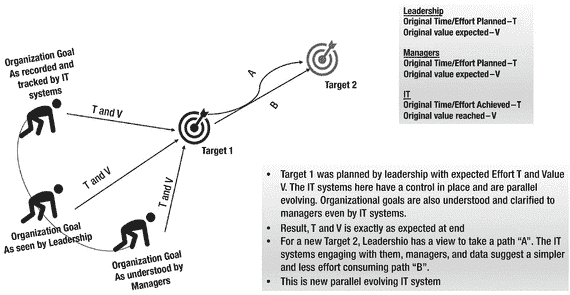 Leadership
Original Time/Effort Planned – T
Original value expected – V
Managers
Original Time/Effort Planned – T
Original value expected – V
IT
Original Time/Effort Achieved – T
Original value reached – V
Organization Goal
As recorded and
tracked by IT
systems
T and V
A
B
Target 2
Target 1
T and V
T and V
Organization Goal
As seen by Leadership
Organization Goal
As understood by
Managers
• Target 1 was planned by leadership with expected Effort T and Value
V. The IT systems here have a control in place and are parallel
evolving. Organizational goals are also understood and clarified to
managers even by IT systems.
• Result, T and V is exactly as expected at end
• For a new Target 2, Leadershio has a view to take a path “A”. The IT
systems engaging with them, managers, and data suggest a simpler
and less effort consuming path “B”.
• This is new parallel evolving IT system